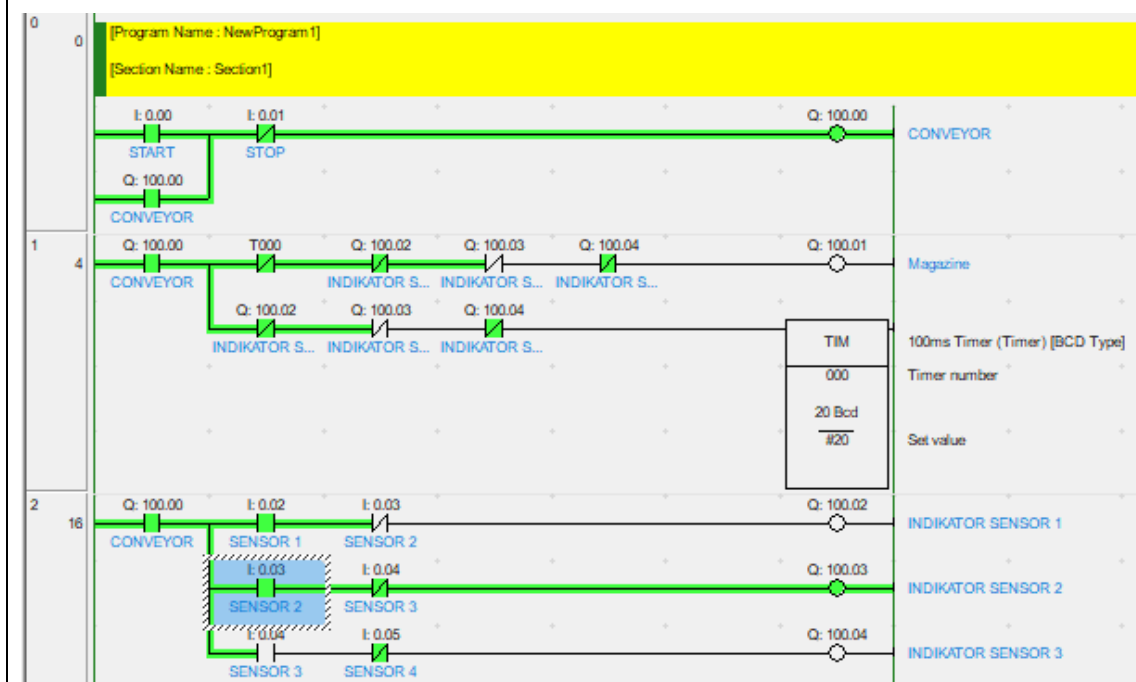 0
0
[Program Name : NewProgram1]
[Section Name : Section1]
I: 0.00 I: 0.01 Q: 100.00
CONVEYOR
START STOP
Q: 100.00
CONVEYOR
1
4
Q: 100.00 T000 Q: 100.02 Q: 100.03 Q: 100.04 Q: 100.01
Magazine
CONVEYOR INDIKATOR S... INDIKATOR S... INDIKATOR S...
Q: 100.02 Q: 100.03 Q: 100.04
INDIKATOR S... INDIKATOR S... INDIKATOR S...
TIM 100ms Timer (Timer) [BCD Type]
000 Timer number
20 Bcd
#20 Set value
2
16
Q: 100.00 I: 0.02 I: 0.03 Q: 100.02
INDIKATOR SENSOR 1
CONVEYOR SENSOR 1 SENSOR 2
I: 0.03 I: 0.04 Q: 100.03
INDIKATOR SENSOR 2
SENSOR 2 SENSOR 3
I: 0.04 I: 0.05 Q: 100.04
INDIKATOR SENSOR 3
SENSOR 3 SENSOR 4